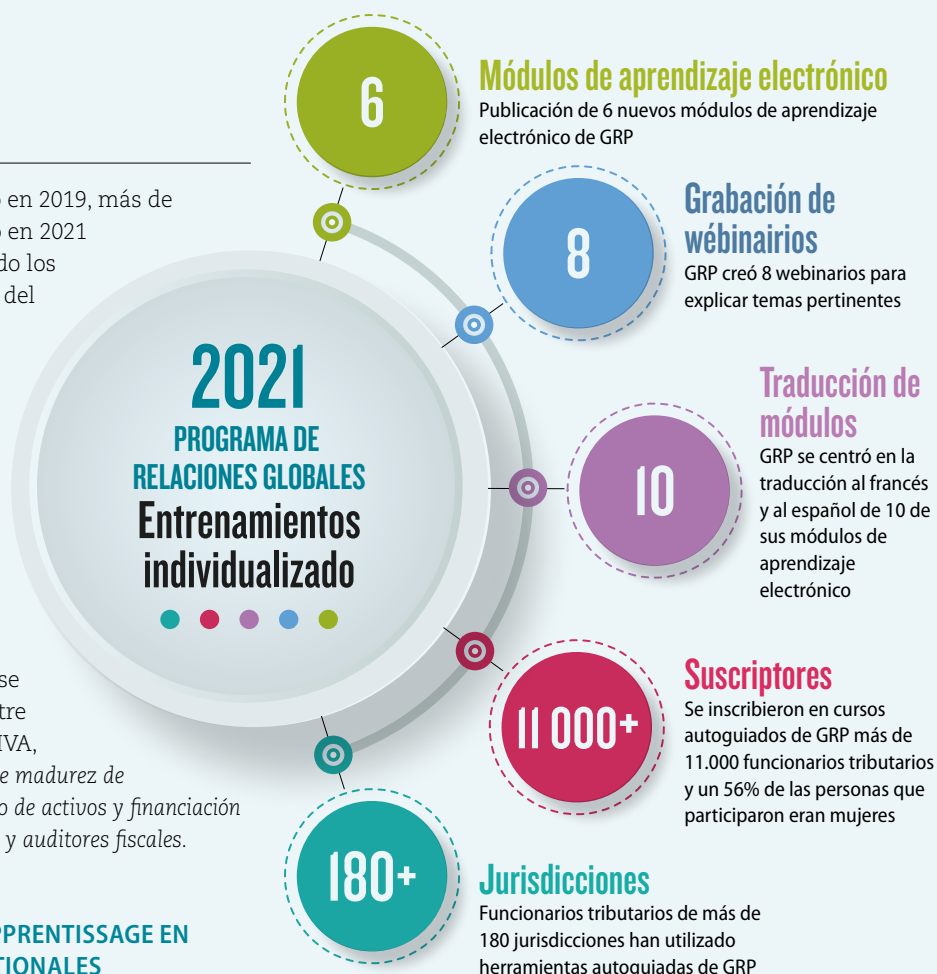 en 2019, más de
en 2021
do los
del
se
tre
IVA,
e madurez de
o de activos y financiación
y auditores fiscales.
PPRENTISSAGE EN
TIONALES
2021
PROGRAMA DE
RELACIONES GLOBALES
Entrenamientos
individualizado
6
Módulos de aprendizaje electrónico
Publicación de 6 nuevos módulos de aprendizaje
electrónico de GRP
8
Grabación de
wébinairios
GRP creó 8 webinarios para
explicar temas pertinentes
10
Traducción de
módulos
GRP se centró en la
traducción al francés
y al español de 10 de
sus módulos de
aprendizaje
electrónico
11 000+
Suscriptores
Se inscribieron en cursos
autoguiados de GRP más de
11.000 funcionarios tributarios
y un 56% de las personas que
participaron eran mujeres
180+
Jurisdicciones
Funcionarios tributarios de más de
180 jurisdicciones han utilizado
herramientas autoguiadas de GRP